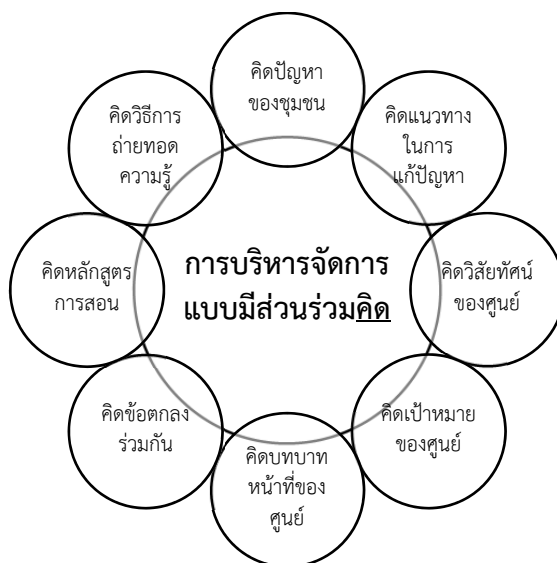 คิดปัญหา
ของชุมชน
คิดแนวทาง
ในการ
แก้ปัญหา
คิดวิสัยทัศน์
ของศูนย์
คิดเป้าหมาย
ของศูนย์
คิดบทบาท
หน้าที่ของ
ศูนย์
คิดข้อตกลง
ร่วมกัน
คิดหลักสูตร
การสอน
คิดวิธีการ
ถ่ายทอด
ความรู้
การบริหารจัดการ
แบบมีส่วนร่วมคิด